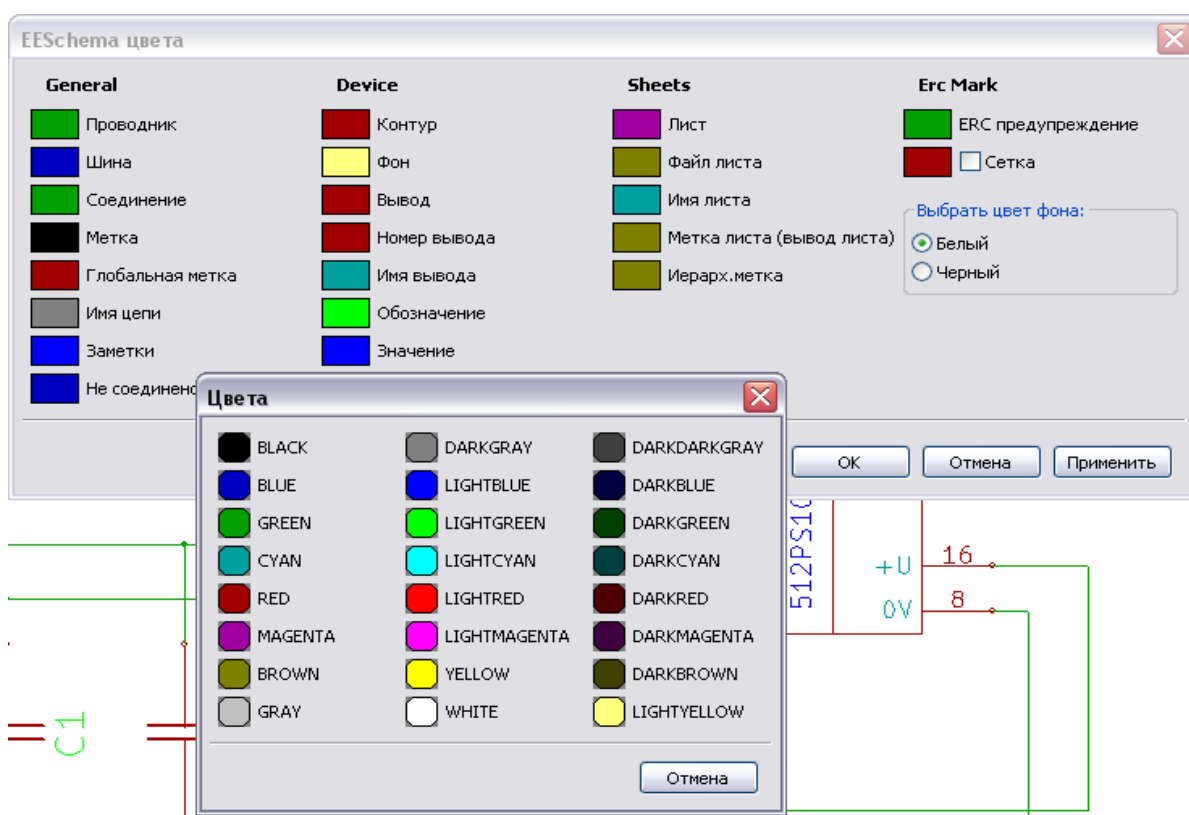 EESchema цвета
General
Проводник
Шина
Соединение
Метка
Глобальная метка
Имя цепи
Заметки
Не соединено
Device
Контур
Фон
Вывод
Номер вывода
Имя вывода
Обозначение
Значение
Sheets
Лист
Файл листа
Имя листа
Метка листа (вывод листа)
Иерарх.метка
Erc Mark
ERC предупреждение
Сетка
Выбрать цвет фона:
Белый
Черный
OK
Отмена
Применить
Цвета
BLACK
BLUE
GREEN
CYAN
RED
MAGENTA
BROWN
GRAY
DARKGRAY
LIGHTBLUE
LIGHTGREEN
LIGHTCYAN
LIGHTRED
LIGHTMAGENTA
YELLOW
WHITE
DARKDARKGRAY
DARKBLUE
DARKGREEN
DARKCYAN
DARKRED
DARKMAGENTA
DARKBROWN
LIGHTYELLOW
Отмена
C1
512PS10
+U
16
0V
8